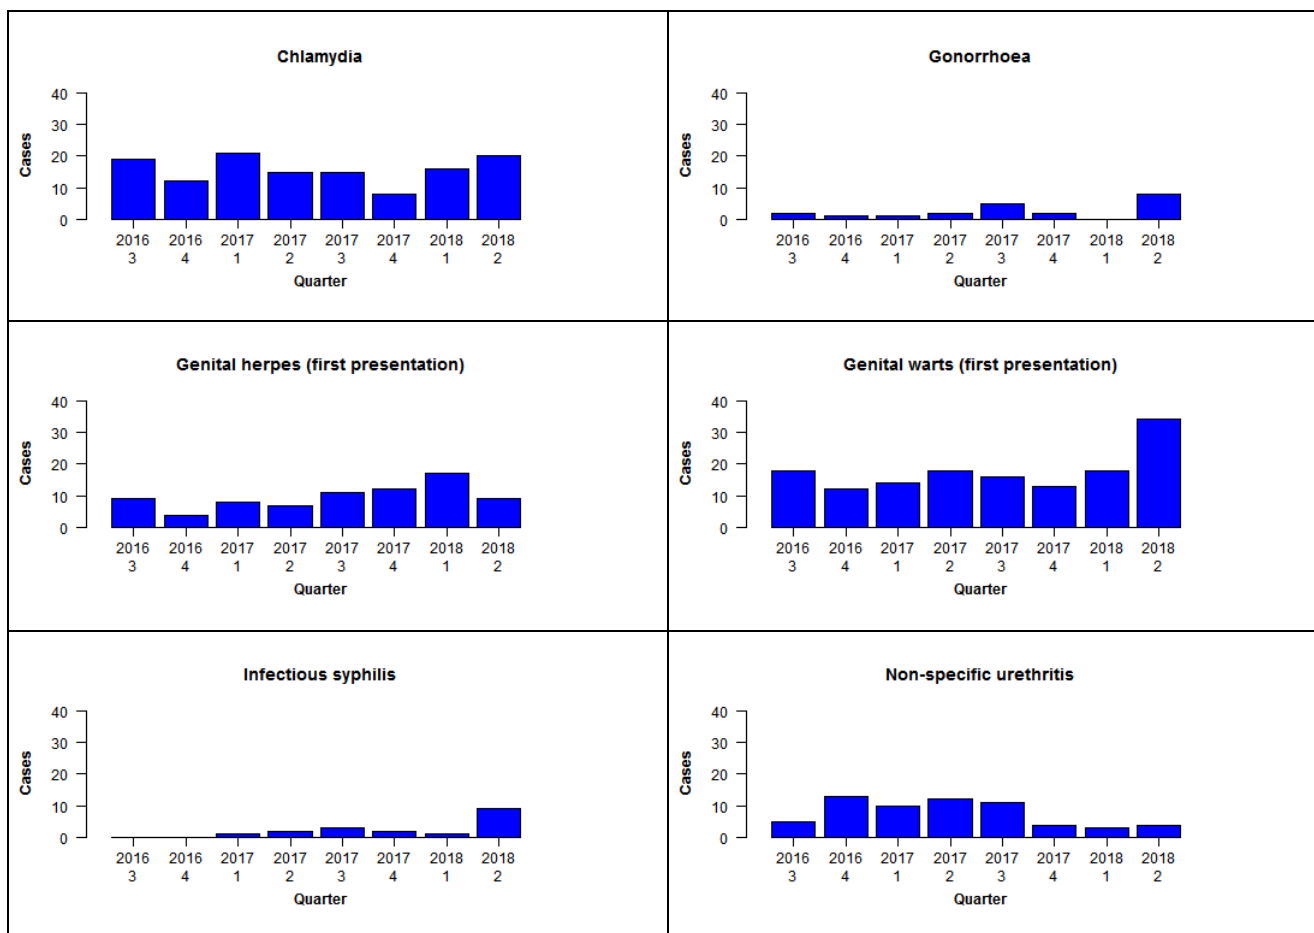 Chlamydia
40
30
20
10
0
Cases
2016 2016 2017 2017 2017 2017 2018 2018
3 4 1 2 3 4 1 2
Quarter
Gonorrhoea
40
30
20
10
0
Cases
2016 2016 2017 2017 2017 2017 2018 2018
3 4 1 2 3 4 1 2
Quarter
Genital herpes (first presentation)
40
30
20
10
0
Cases
2016 2016 2017 2017 2017 2017 2018 2018
3 4 1 2 3 4 1 2
Quarter
Genital warts (first presentation)
40
30
20
10
0
Cases
2016 2016 2017 2017 2017 2017 2018 2018
3 4 1 2 3 4 1 2
Quarter
Infectious syphilis
40
30
20
10
0
Cases
2016 2016 2017 2017 2017 2017 2018 2018
3 4 1 2 3 4 1 2
Quarter
Non-specific urethritis
40
30
20
10
0
Cases
2016 2016 2017 2017 2017 2017 2018 2018
3 4 1 2 3 4 1 2
Quarter